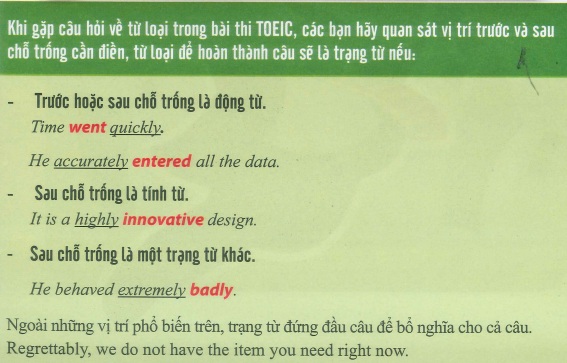 Khi gặp câu hỏi về từ loại trong bài thi TOEIC, các bạn hãy quan sát vị trí trước và sau
chỗ trống cần điền, từ loại để hoàn thành câu sẽ là trạng từ nếu:
- Trước hoặc sau chỗ trống là động từ.
Time went quickly.
He accurately entered all the data.
- Sau chỗ trống là tính từ.
It is a highly innovative design.
- Sau chỗ trống là một trạng từ khác.
He behaved extremely badly.
Ngoài những vị trí phổ biến trên, trạng từ đứng đầu câu để bổ nghĩa cho cả câu.
Regrettably, we do not have the item you need right now.